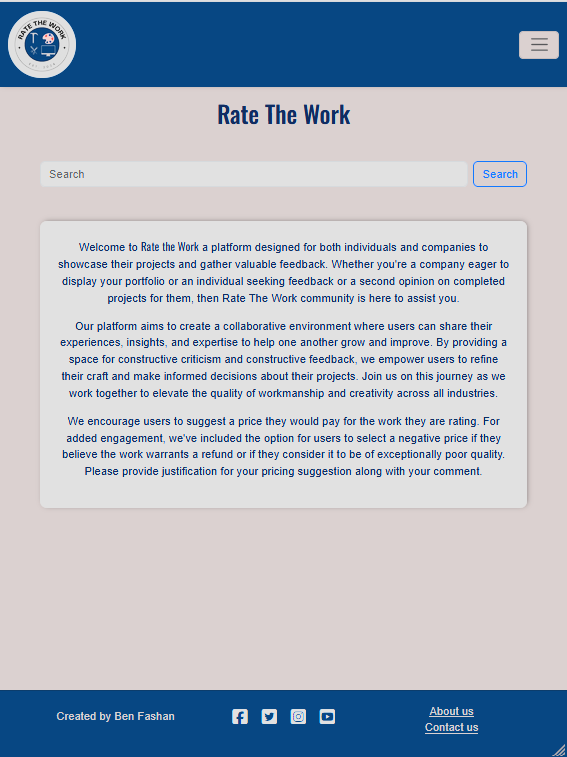 RATE THE WORK
Rate The Work
Search
Search
Welcome to Rate the Work a platform designed for both individuals and companies to
showcase their projects and gather valuable feedback. Whether you're a company eager to
display your portfolio or an individual seeking feedback or a second opinion on completed
projects for them, then Rate The Work community is here to assist you.
Our platform aims to create a collaborative environment where users can share their
experiences, insights, and expertise to help one another grow and improve. By providing a
space for constructive criticism and constructive feedback, we empower users to refine
their craft and make informed decisions about their projects. Join us on this journey as we
work together to elevate the quality of workmanship and creativity across all industries.
We encourage users to suggest a price they would pay for the work they are rating. For
added engagement, we've included the option for users to select a negative price if they
believe the work warrants a refund or if they consider it to be of exceptionally poor quality.
Please provide justification for your pricing suggestion along with your comment.
Created by Ben Fashan
About us
Contact us